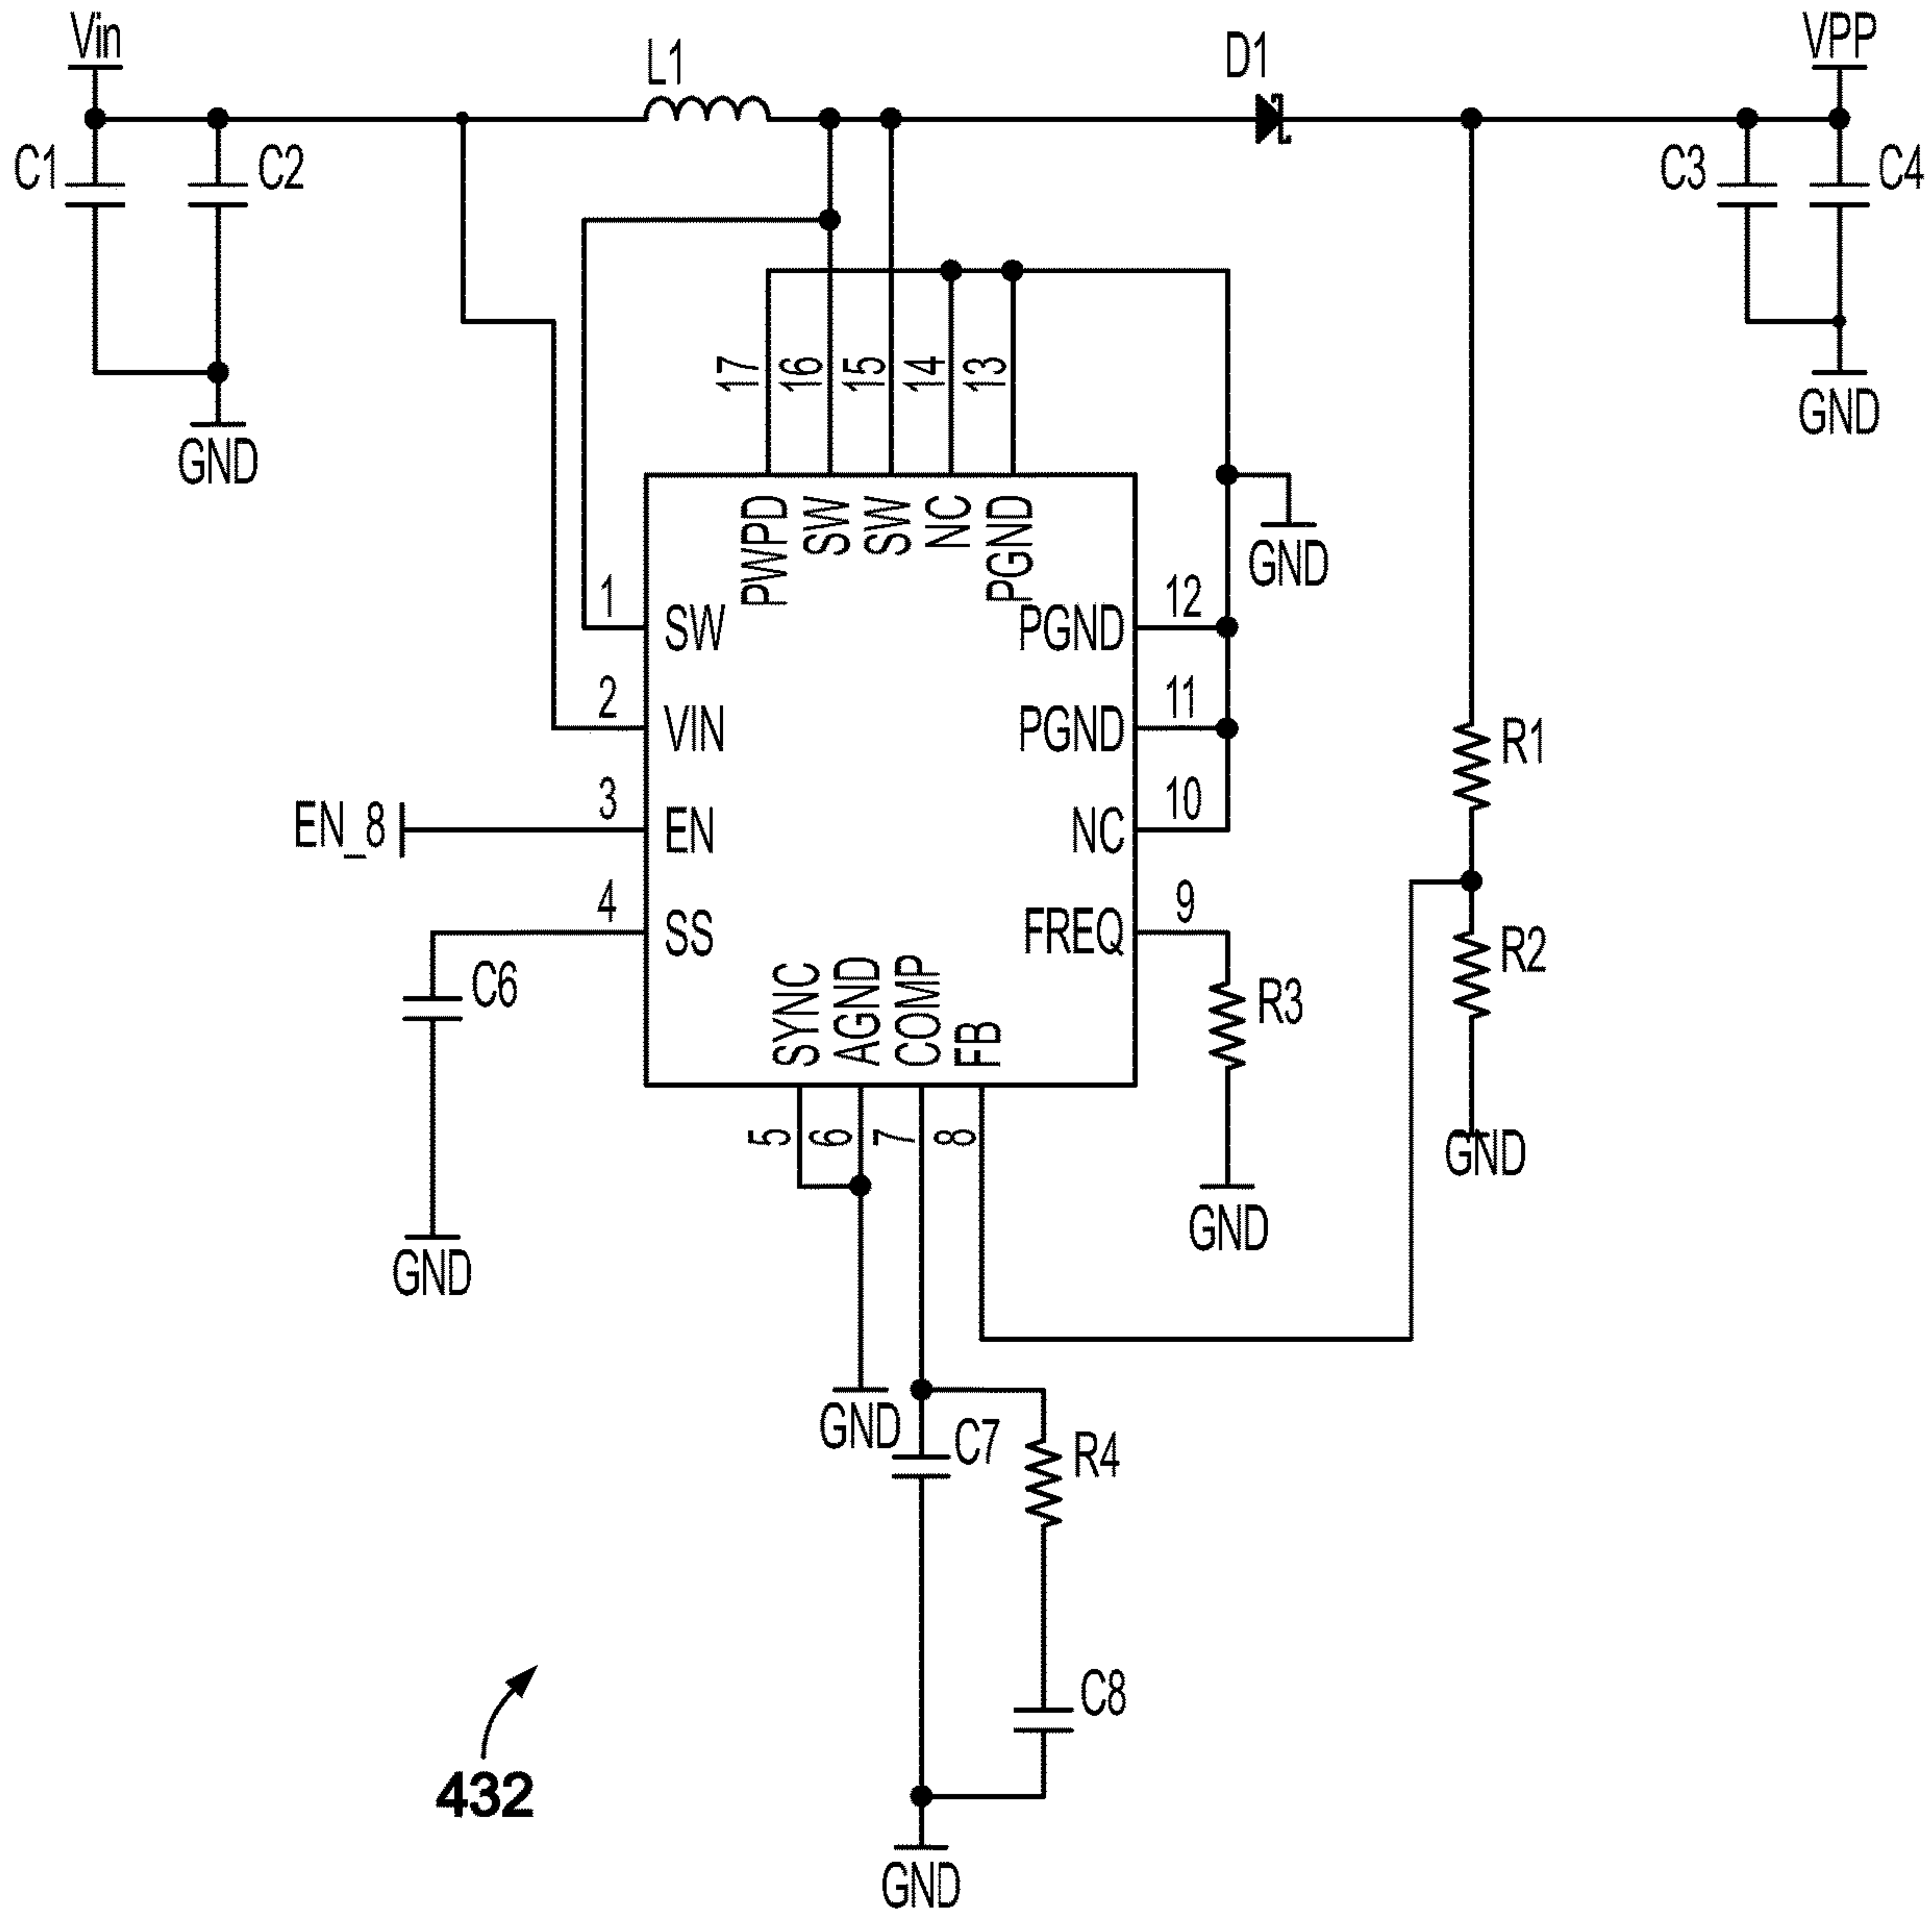 Vin
L1
D1
VPP
C1
C2
C3
C4
GND
GND
17
16
15
14
13
PWPD
SW
SW
NC
PGND
GND
1
SW
PGND
12
2
VIN
PGND
11
R1
EN_8
3
EN
NC
10
4
SS
FREQ
9
R2
C6
R3
SYNC
AGND
COMP
FB
5
6
7
8
GND
GND
GND
GND
C7
R4
C8
432
GND